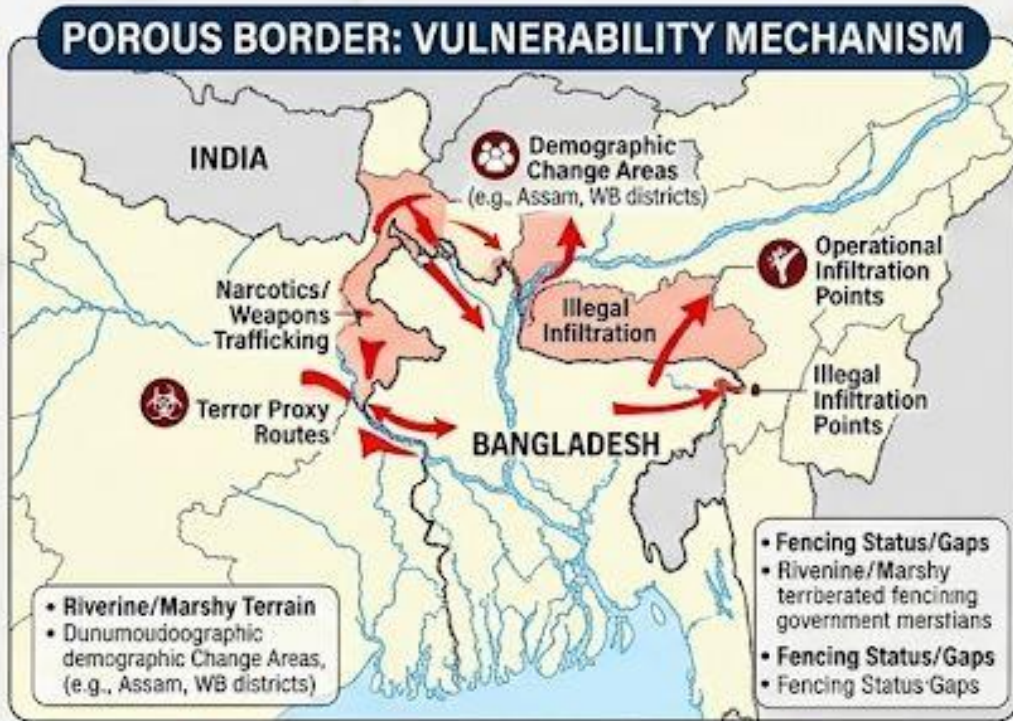 POROUS BORDER: VULNERABILITY MECHANISM
INDIA
Demographic
Change Areas
(e.g., Assam, WB districts)
Operational
Infiltration
Points
Narcotics/
Weapons
Trafficking
Illegal
Infiltration
Illegal
Infiltration
Points
Terror Proxy
Routes
BANGLADESH
• Riverine/Marshy Terrain
• Dunumoudoographic
demographic Change Areas,
(e.g., Assam, WB districts)
• Fencing Status/Gaps
• Rivenine/Marshy
terrberated fencinng
government merstians
• Fencing Status/Gaps
• Fencing Status Gaps